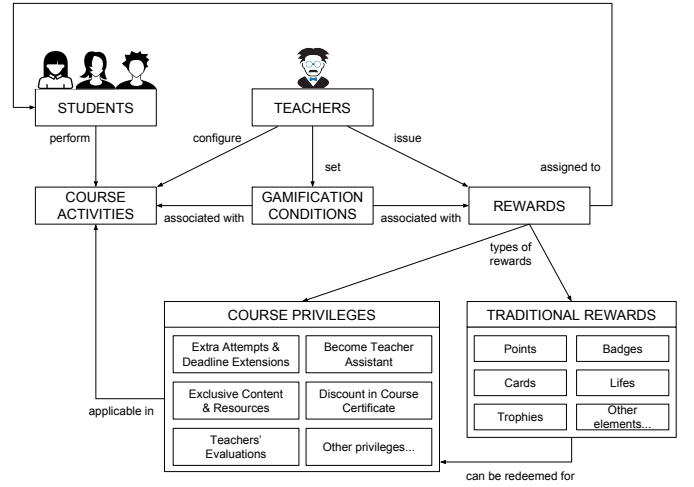 STUDENTS
TEACHERS
perform
configure
set
issue
assigned to
COURSE
ACTIVITIES
associated with
GAMIFICATION
CONDITIONS
associated with
REWARDS
types of
rewards
COURSE PRIVILEGES
Extra Attempts &
Deadline Extensions
Become Teacher
Assistant
Exclusive Content
& Resources
Discount in Course
Certificate
Teachers'
Evaluations
Other privileges...
TRADITIONAL REWARDS
Points
Badges
Cards
Lifes
Trophies
Other
elements...
applicable in
can be redeemed for